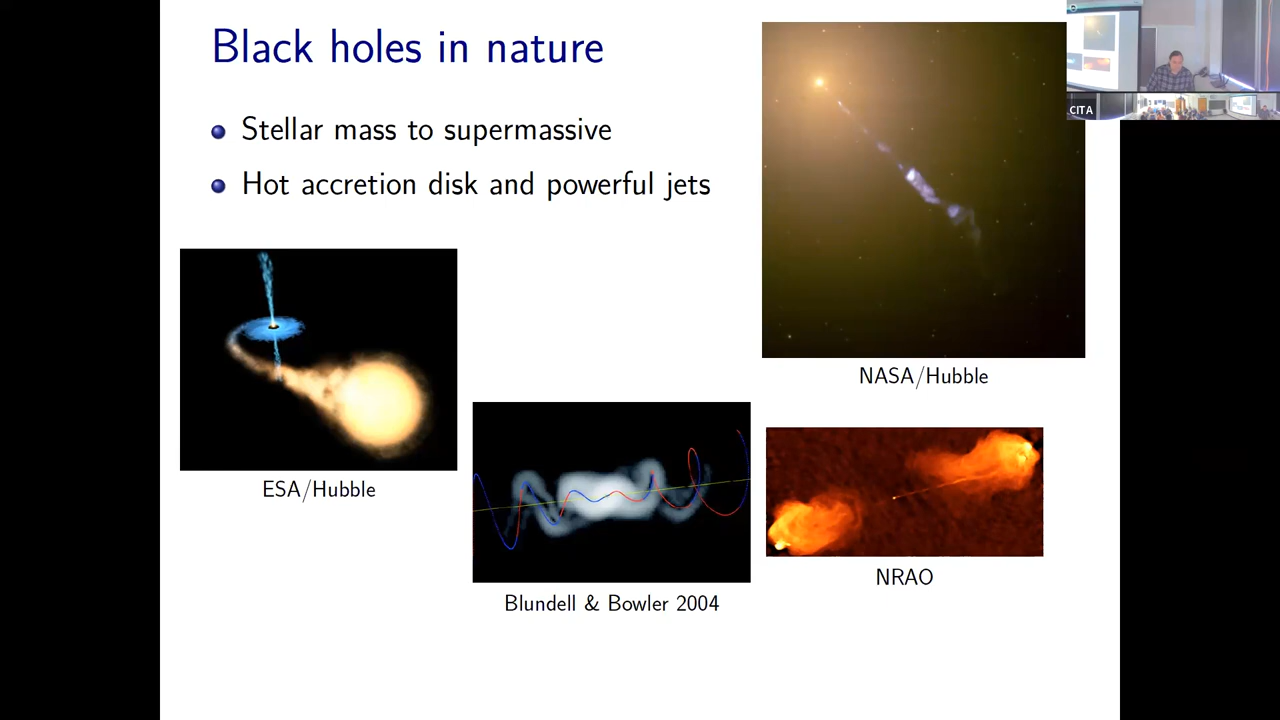 Black holes in nature
Stellar mass to supermassive
Hot accretion disk and powerful jets
CITA
NASA/Hubble
ESA/Hubble
NRAO
Blundell & Bowler 2004